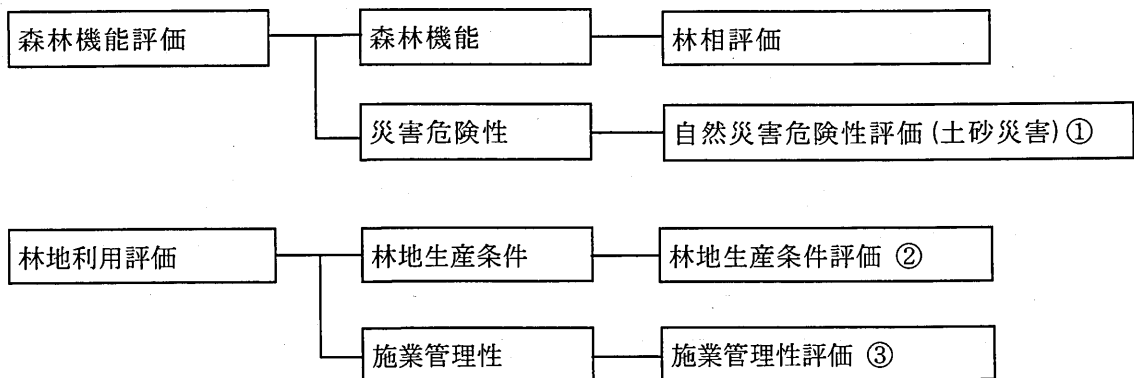 森林機能評価
森林機能
林相評価
災害危険性
自然災害危険性評価(土砂災害)①
林地利用評価
林地生産条件
林地生産条件評価 ②
施業管理性
施業管理性評価 ③